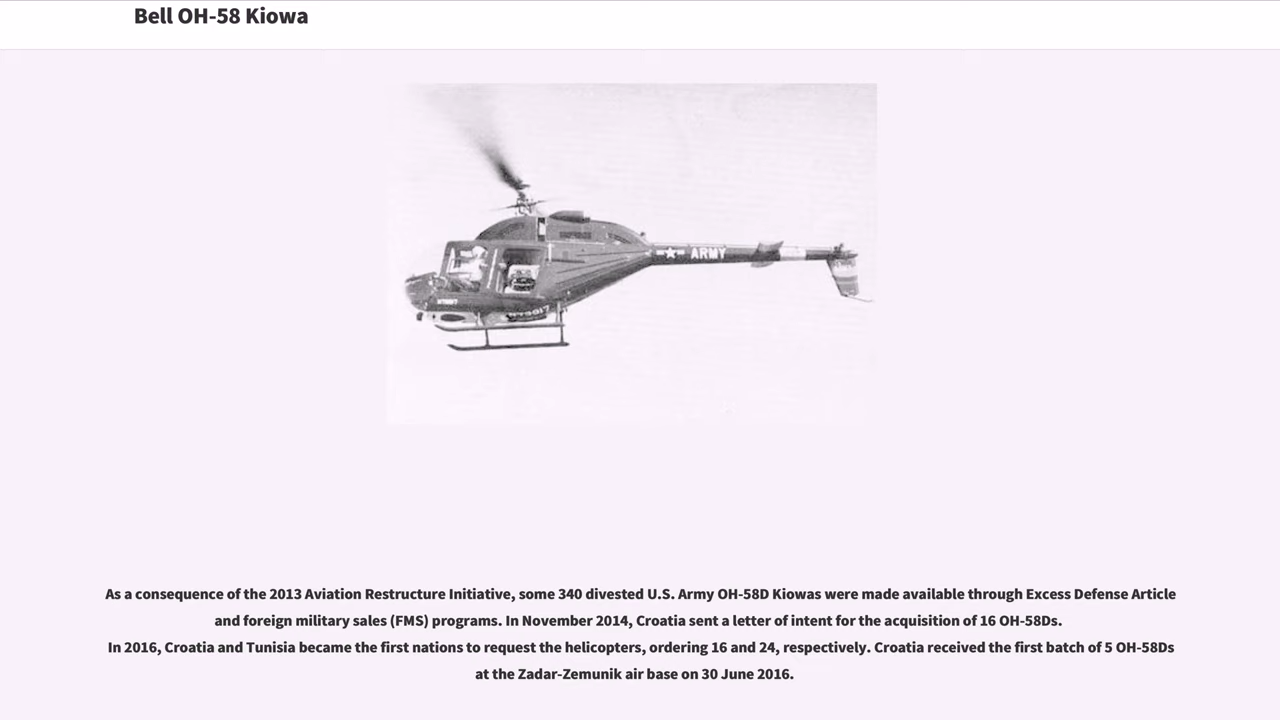 Bell OH-58 Kiowa
ARMY
As a consequence of the 2013 Aviation Restructure Initiative, some 340 divested U.S. Army OH-58D Kiowas were made available through Excess Defense Article
and foreign military sales (FMS) programs. In November 2014, Croatia sent a letter of intent for the acquisition of 16 OH-58Ds.
In 2016, Croatia and Tunisia became the first nations to request the helicopters, ordering 16 and 24, respectively. Croatia received the first batch of 5 OH-58Ds
at the Zadar-Zemunik air base on 30 June 2016.